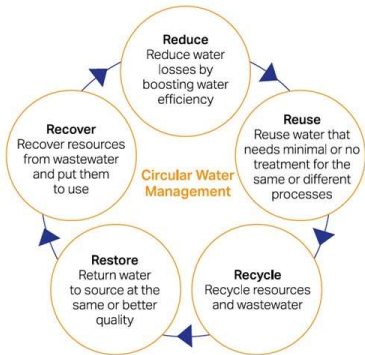 Reduce
Reduce water
losses by
boosting water
efficiency
Reuse
Reuse water that
needs minimal or no
treatment for the
same or different
processes
Recycle
Recycle resources
and wastewater
Restore
Return water
to source at the
same or better
quality
Recover
Recover resources
from wastewater
and put them
to use
Circular Water
Management